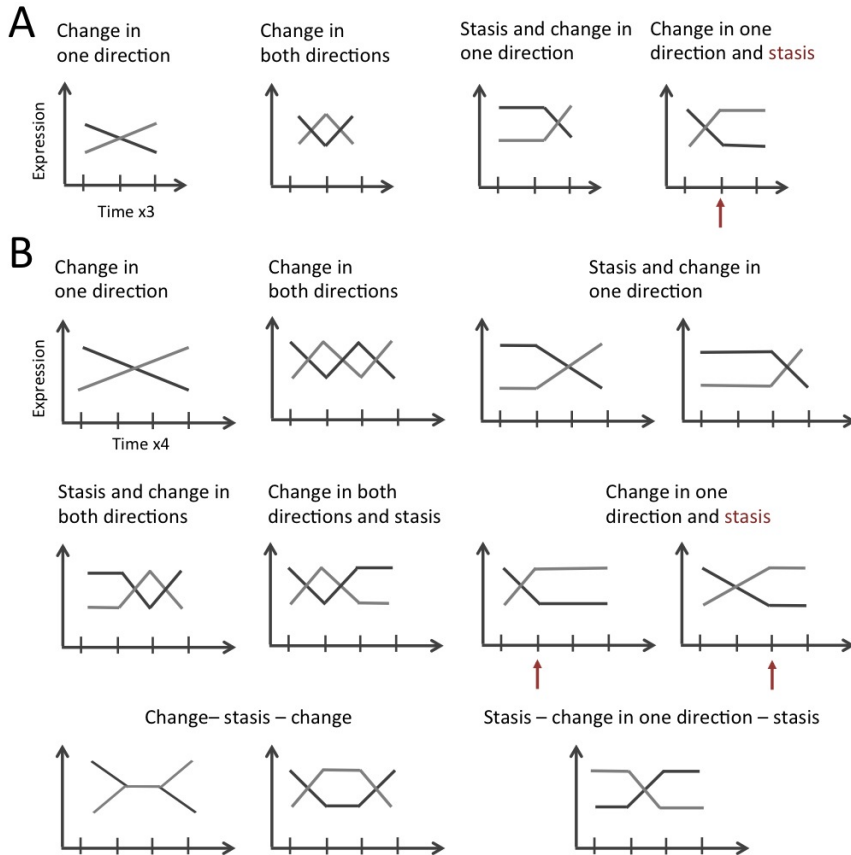 A
Change in
one direction
Change in
both directions
Stasis and change in
one direction
Change in one
direction and stasis
Expression
Time x3
B
Change in
one direction
Change in
both directions
Stasis and change in
one direction
Expression
Time x4
Stasis and change in
both directions
Change in both
directions and stasis
Change in one
direction and stasis
Change– stasis – change
Stasis – change in one direction – stasis